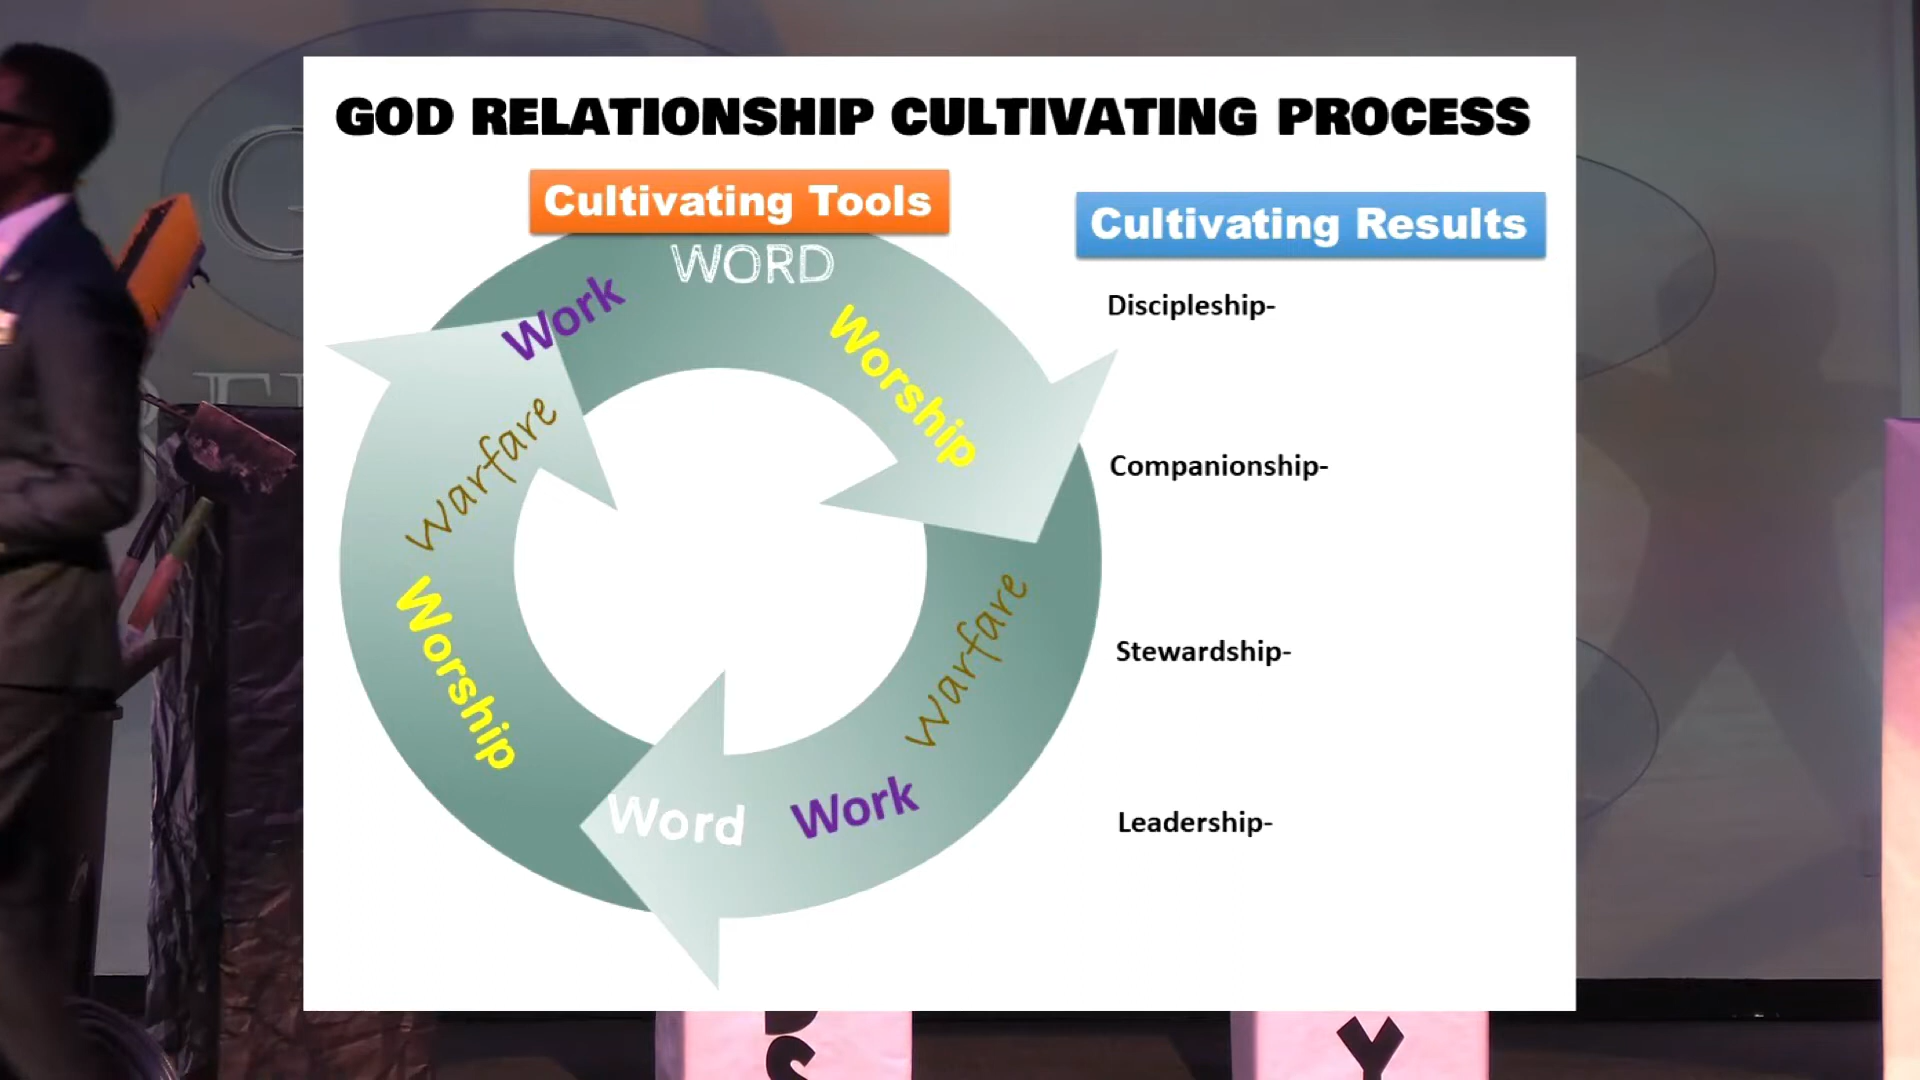 GOD RELATIONSHIP CULTIVATING PROCESS
Cultivating Tools
Cultivating Results
WORD
Work
Worship
Warfare
Worship
Warfare
Work
Word
Discipleship-
Companionship-
Stewardship-
Leadership-
S
Y